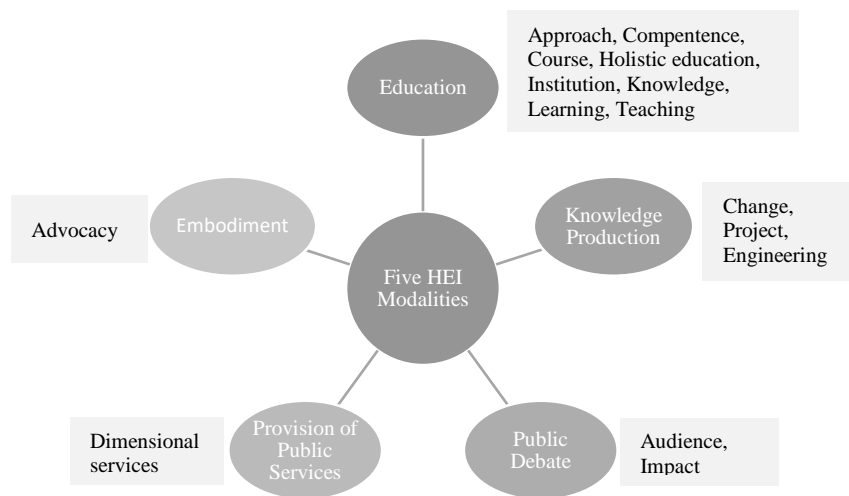 Education
Approach, Compentence,
Course, Holistic education,
Institution, Knowledge,
Learning, Teaching
Knowledge
Production
Change,
Project,
Engineering
Public
Debate
Audience,
Impact
Provision of
Public
Services
Dimensional
services
Embodiment
Advocacy
Five HEI
Modalities